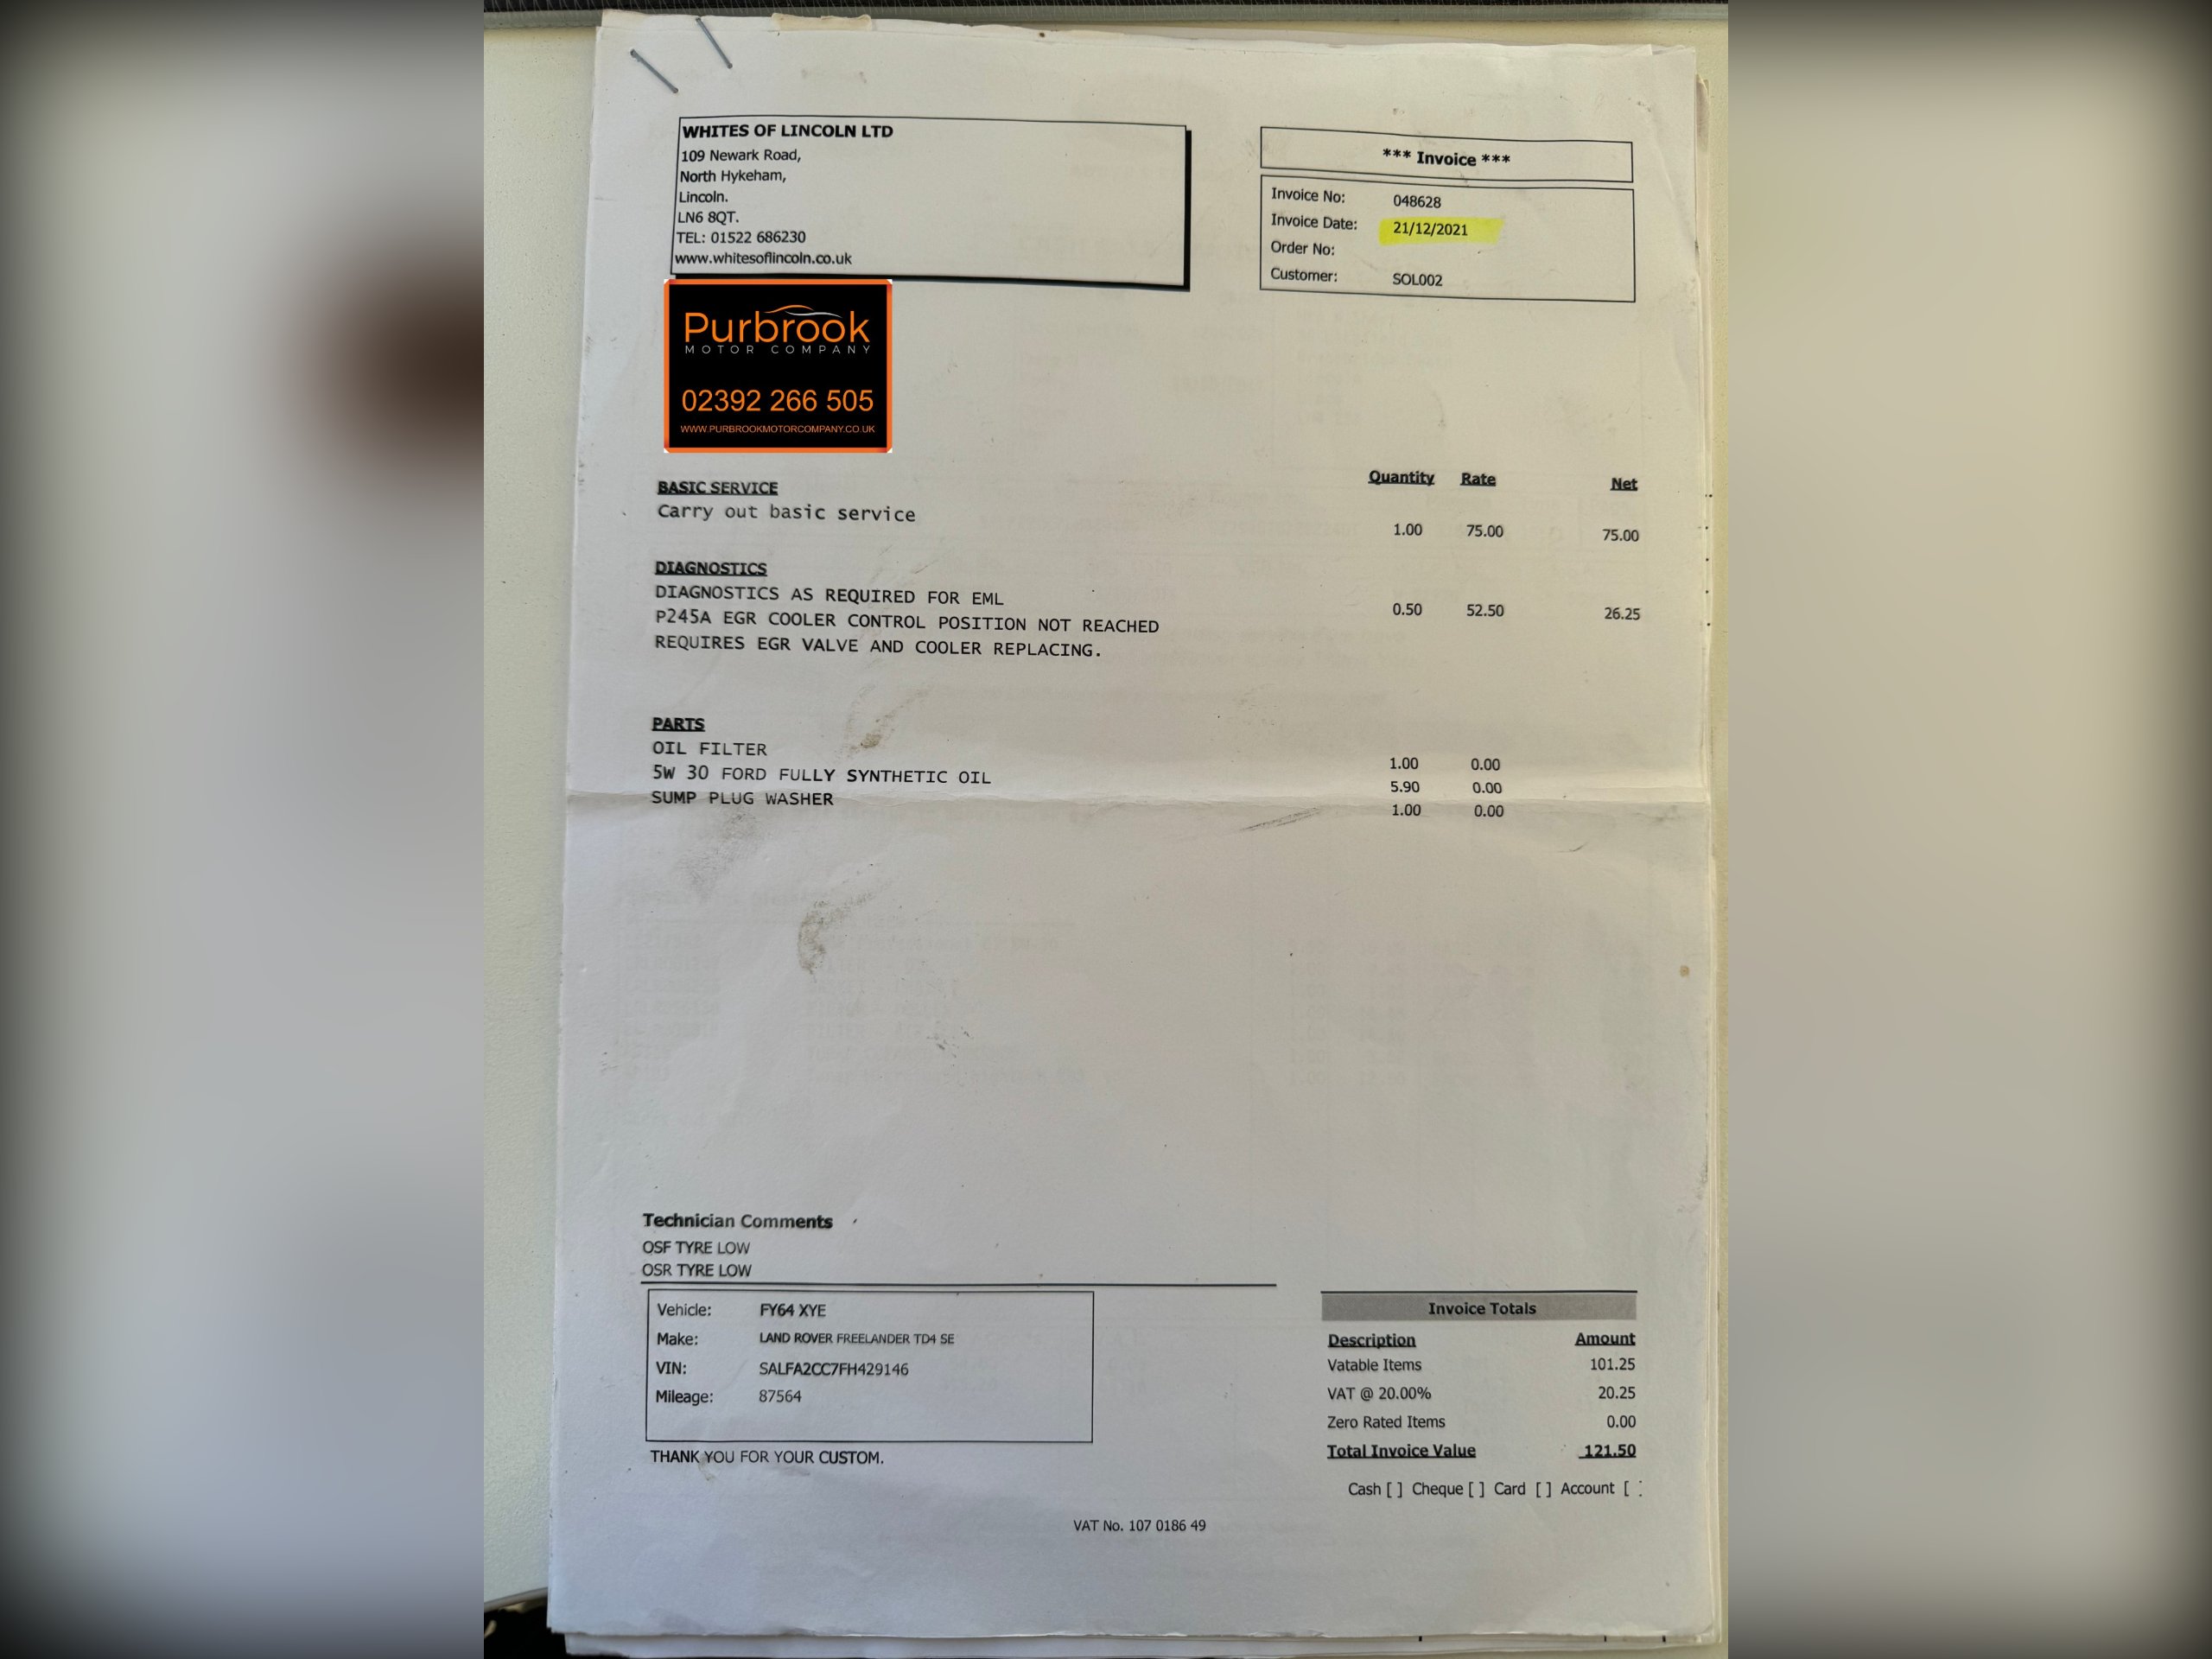 WHITES OF LINCOLN LTD
109 Newark Road,
North Hykeham,
Lincoln.
LN6 8QT.
TEL: 01522 686230
www.whitesoflincoln.co.uk
*** Invoice ***
Invoice No: 048628
Invoice Date: 21/12/2021
Order No:
Customer: SOL002
Purbrook
MOTOR COMPANY
02392 266 505
WWW.PURBROOKMOTORCOMPANY.CO.UK
Quantity Rate Net
BASIC SERVICE
Carry out basic service 1.00 75.00 75.00
DIAGNOSTICS
DIAGNOSTICS AS REQUIRED FOR EML 0.50 52.50 26.25
P245A EGR COOLER CONTROL POSITION NOT REACHED
REQUIRES EGR VALVE AND COOLER REPLACING.
PARTS
OIL FILTER 1.00 0.00
5W 30 FORD FULLY SYNTHETIC OIL 5.90 0.00
SUMP PLUG WASHER 1.00 0.00
Technician Comments
OSF TYRE LOW
OSR TYRE LOW
Vehicle: FY64 XYE
Make: LAND ROVER FREELANDER TD4 SE
VIN: SALFA2CC7FH429146
Mileage: 87564
THANK YOU FOR YOUR CUSTOM.
Invoice Totals
Description Amount
Vatable Items 101.25
VAT @ 20.00% 20.25
Zero Rated Items 0.00
Total Invoice Value 121.50
Cash [ ] Cheque [ ] Card [ ] Account [
VAT No. 107 0186 49